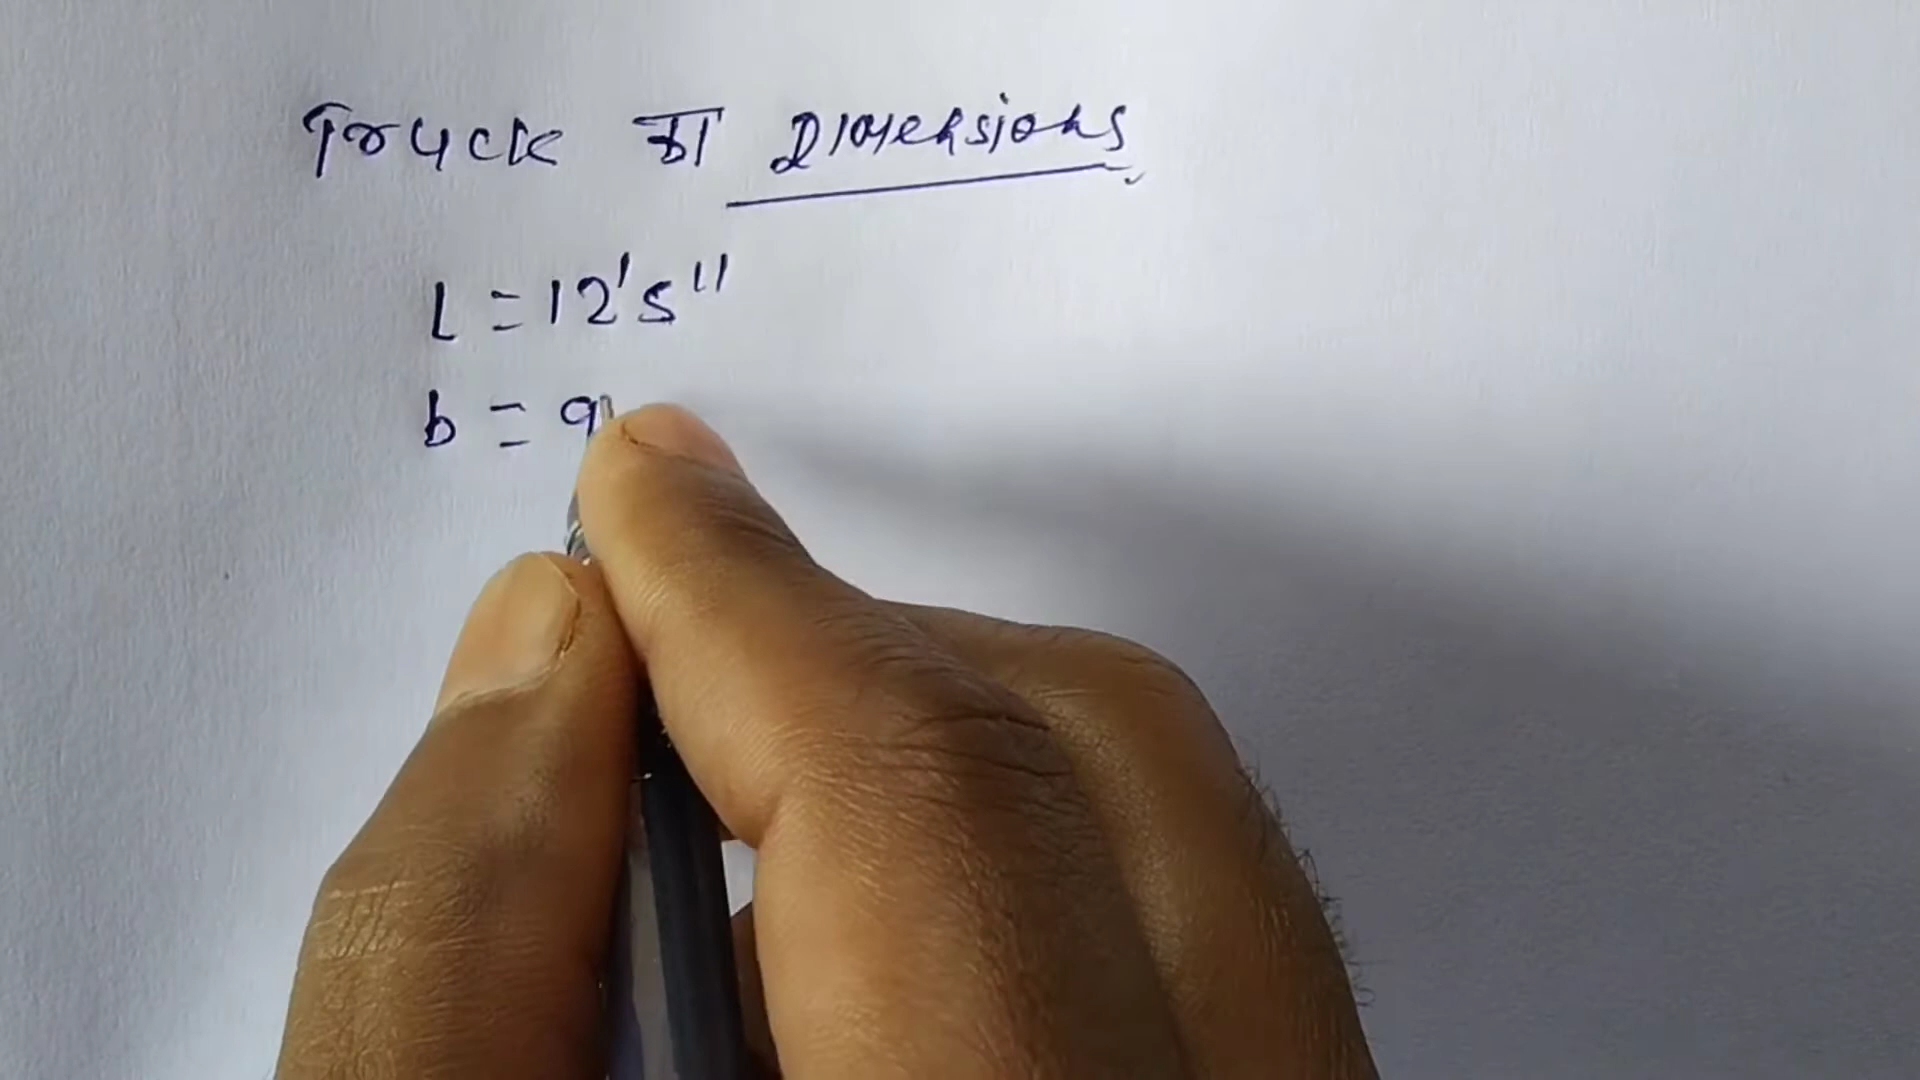 Truck का Dimensions
L = 12'5"
b = 9